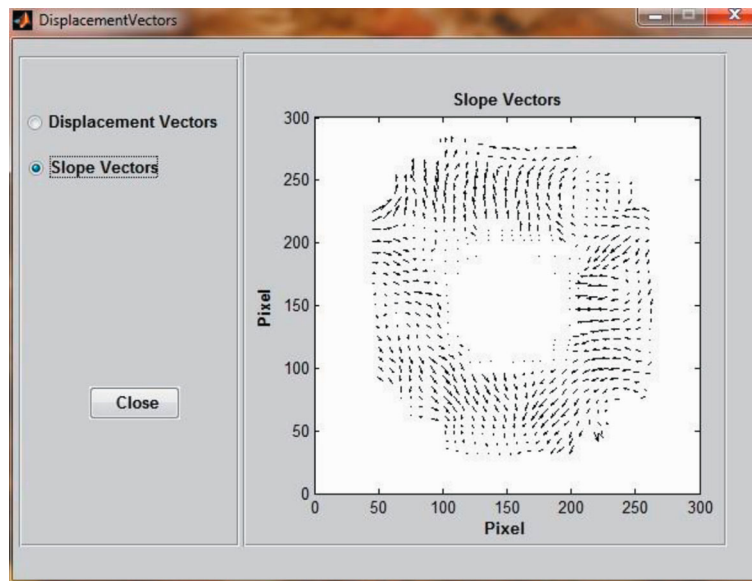 DisplacementVectors
Displacement Vectors
Slope Vectors
Close
Slope Vectors
300
250
200
150
100
50
0
Pixel
0 50 100 150 200 250 300
Pixel